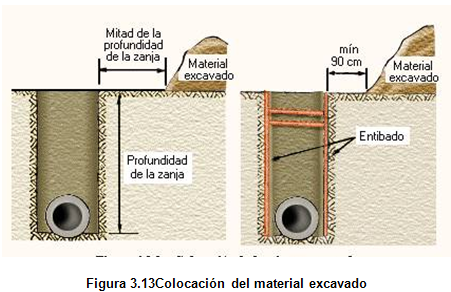 Mitad de la
profundidad
de la zanja
Material
excavado
Profundidad
de la zanja
mín
90 cm
Material
excavado
Entibado
Figura 3.13Colocación del material excavado